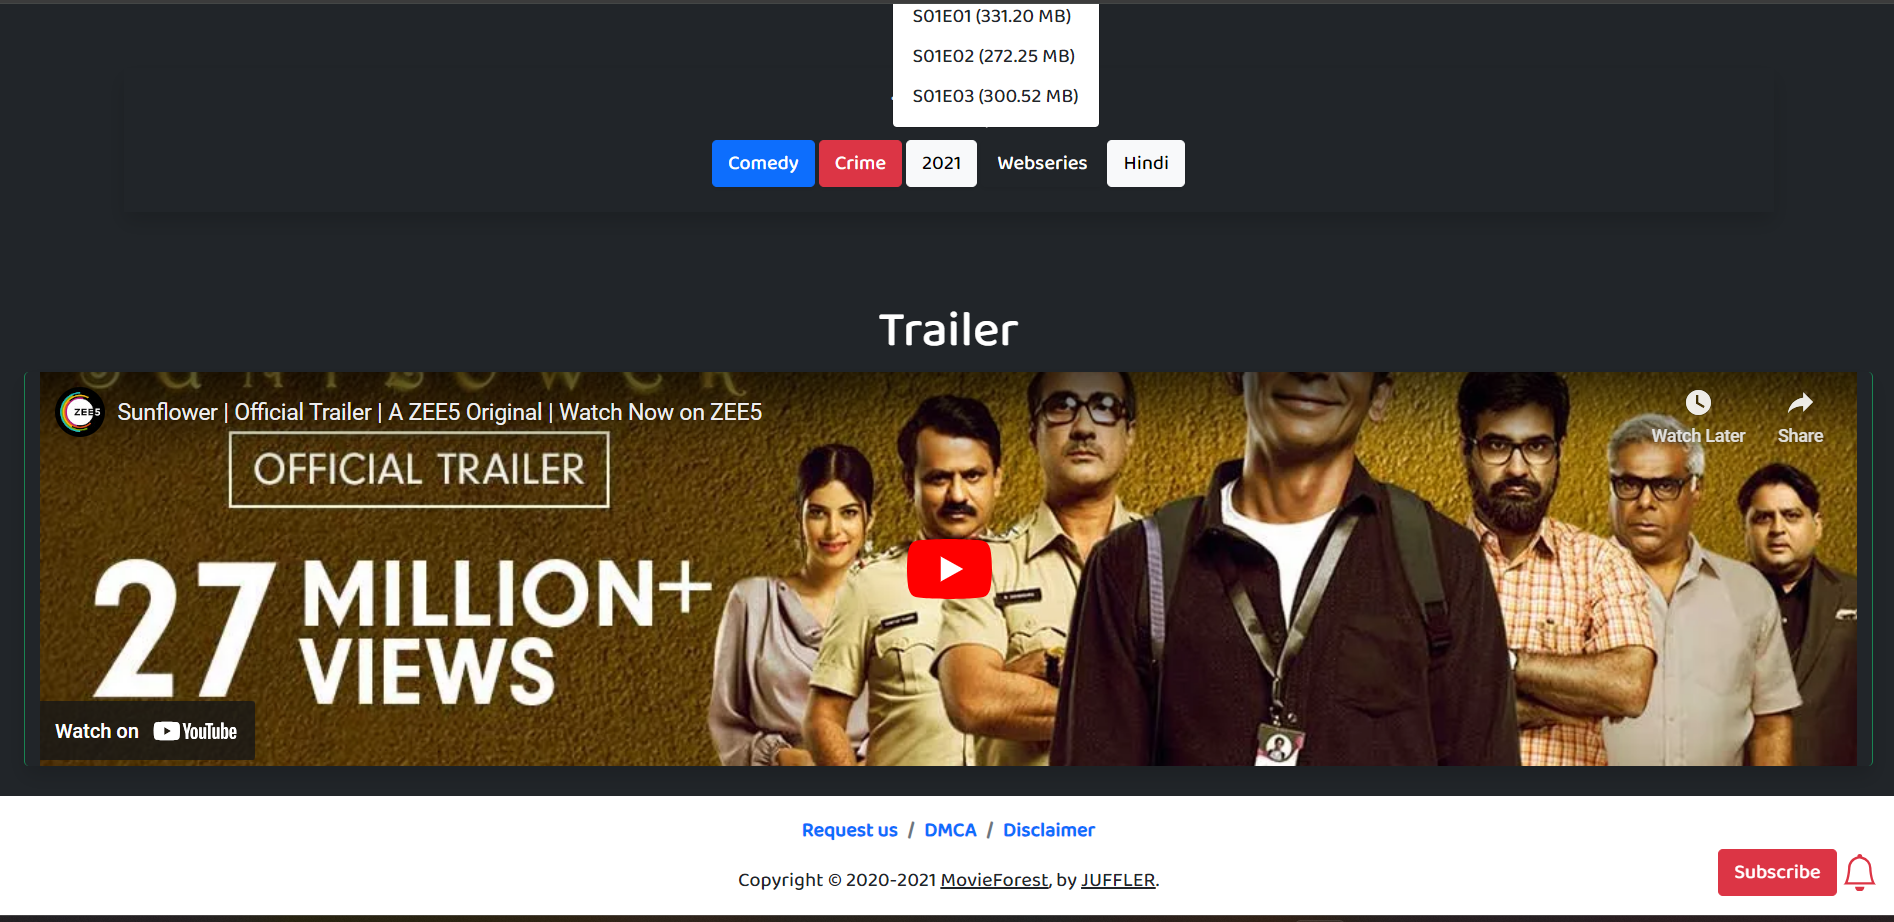 S01E01 (331.20 MB)
S01E02 (272.25 MB)
S01E03 (300.52 MB)
Comedy Crime 2021 Webseries Hindi
Trailer
ZEE5 Sunflower | Official Trailer | A ZEE5 Original | Watch Now on ZEE5
Watch Later Share
OFFICIAL TRAILER
27 MILLION+
VIEWS
Watch on YouTube
Request us / DMCA / Disclaimer
Copyright © 2020-2021 MovieForest, by JUFFLER.
Subscribe